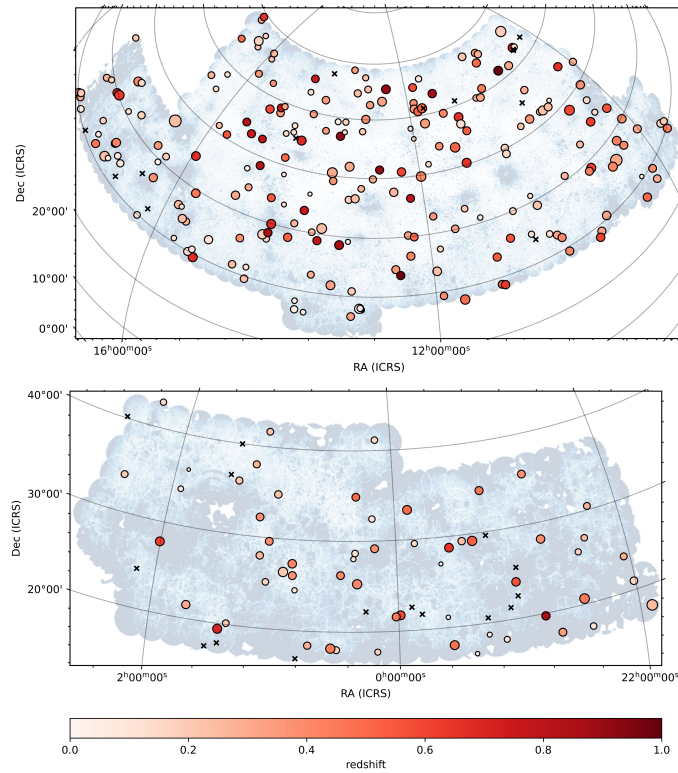 Dec (ICRS)
20°00'
10°00'
0°00'
16ʰ00ᵐ00ˢ
12ʰ00ᵐ00ˢ
RA (ICRS)
40°00'
30°00'
20°00'
Dec (ICRS)
2ʰ00ᵐ00ˢ
0ʰ00ᵐ00ˢ
22ʰ00ᵐ00ˢ
RA (ICRS)
0.0 0.2 0.4 0.6 0.8 1.0
redshift